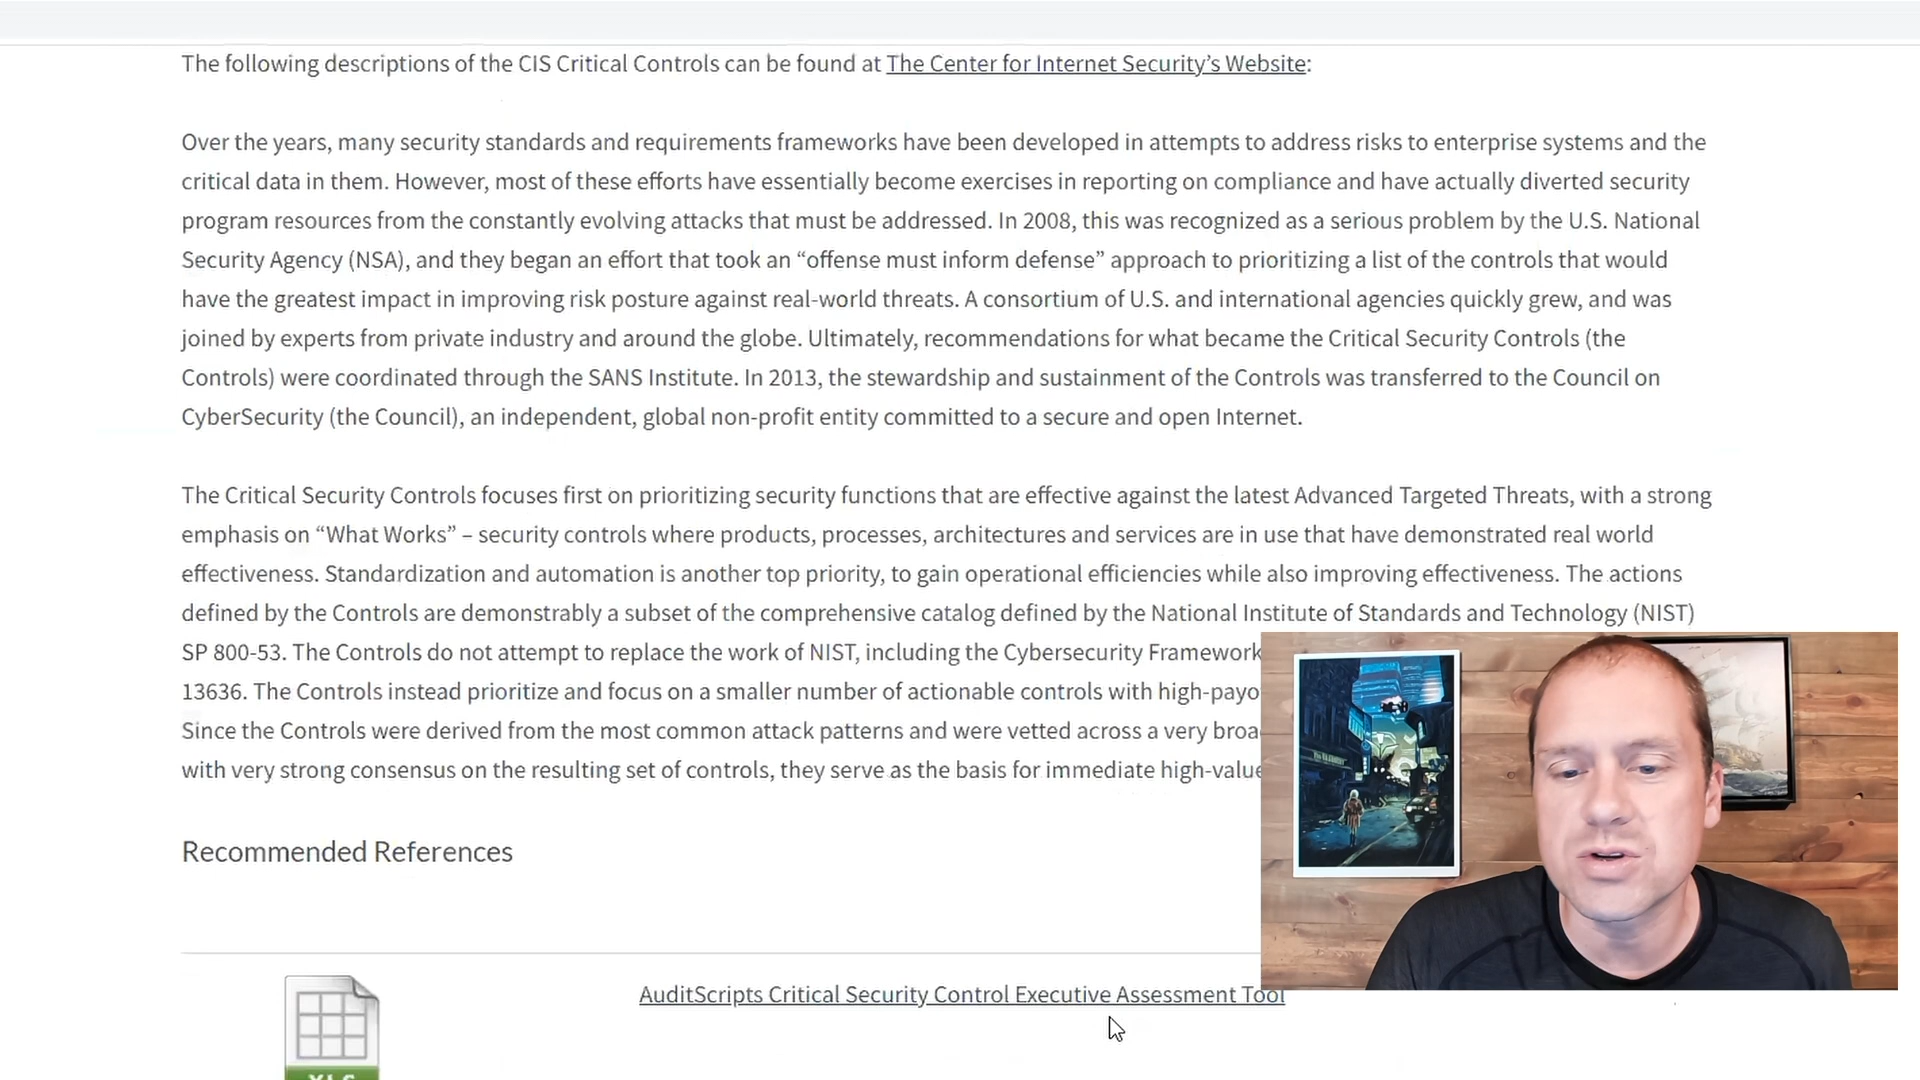 The following descriptions of the CIS Critical Controls can be found at The Center for Internet Security’s Website:
Over the years, many security standards and requirements frameworks have been developed in attempts to address risks to enterprise systems and the
critical data in them. However, most of these efforts have essentially become exercises in reporting on compliance and have actually diverted security
program resources from the constantly evolving attacks that must be addressed. In 2008, this was recognized as a serious problem by the U.S. National
Security Agency (NSA), and they began an effort that took an “offense must inform defense” approach to prioritizing a list of the controls that would
have the greatest impact in improving risk posture against real-world threats. A consortium of U.S. and international agencies quickly grew, and was
joined by experts from private industry and around the globe. Ultimately, recommendations for what became the Critical Security Controls (the
Controls) were coordinated through the SANS Institute. In 2013, the stewardship and sustainment of the Controls was transferred to the Council on
CyberSecurity (the Council), an independent, global non-profit entity committed to a secure and open Internet.
The Critical Security Controls focuses first on prioritizing security functions that are effective against the latest Advanced Targeted Threats, with a strong
emphasis on “What Works” – security controls where products, processes, architectures and services are in use that have demonstrated real world
effectiveness. Standardization and automation is another top priority, to gain operational efficiencies while also improving effectiveness. The actions
defined by the Controls are demonstrably a subset of the comprehensive catalog defined by the National Institute of Standards and Technology (NIST)
SP 800-53. The Controls do not attempt to replace the work of NIST, including the Cybersecurity Framework
13636. The Controls instead prioritize and focus on a smaller number of actionable controls with high-payo
Since the Controls were derived from the most common attack patterns and were vetted across a very broa
with very strong consensus on the resulting set of controls, they serve as the basis for immediate high-value
Recommended References
AuditScripts Critical Security Control Executive Assessment Tool
XLS